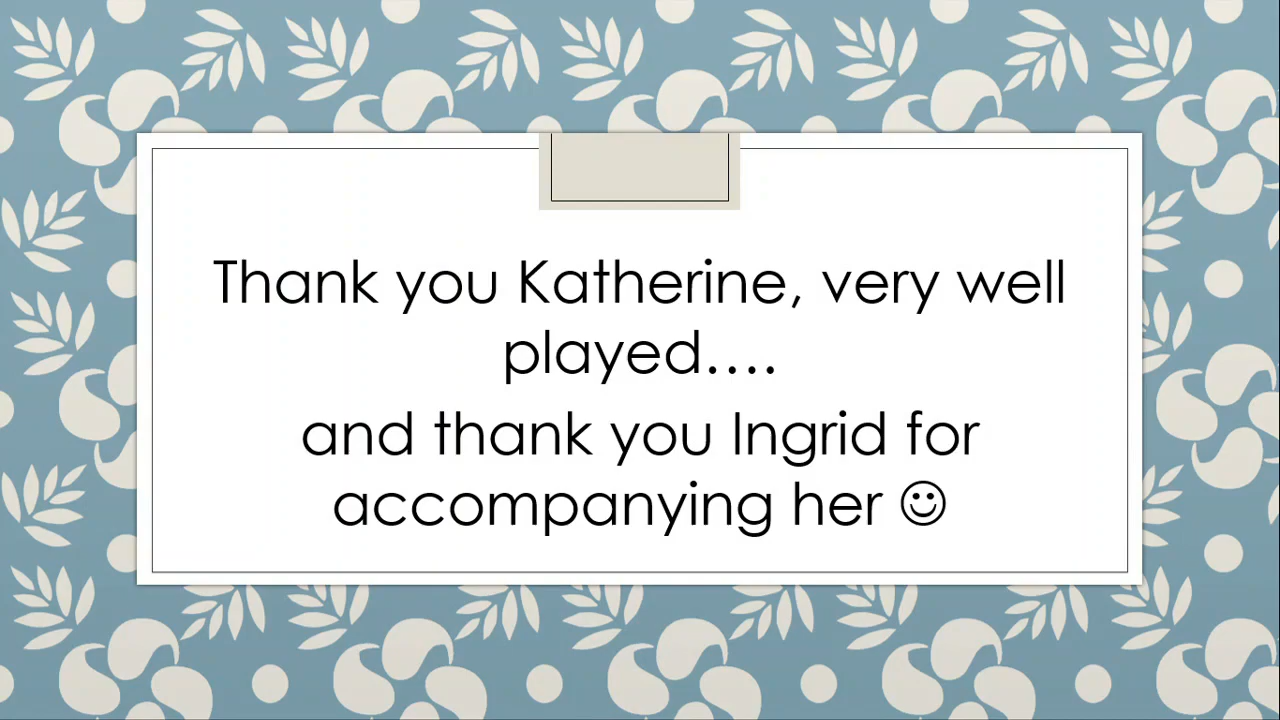 Thank you Katherine, very well
played….
and thank you Ingrid for
accompanying her ☺